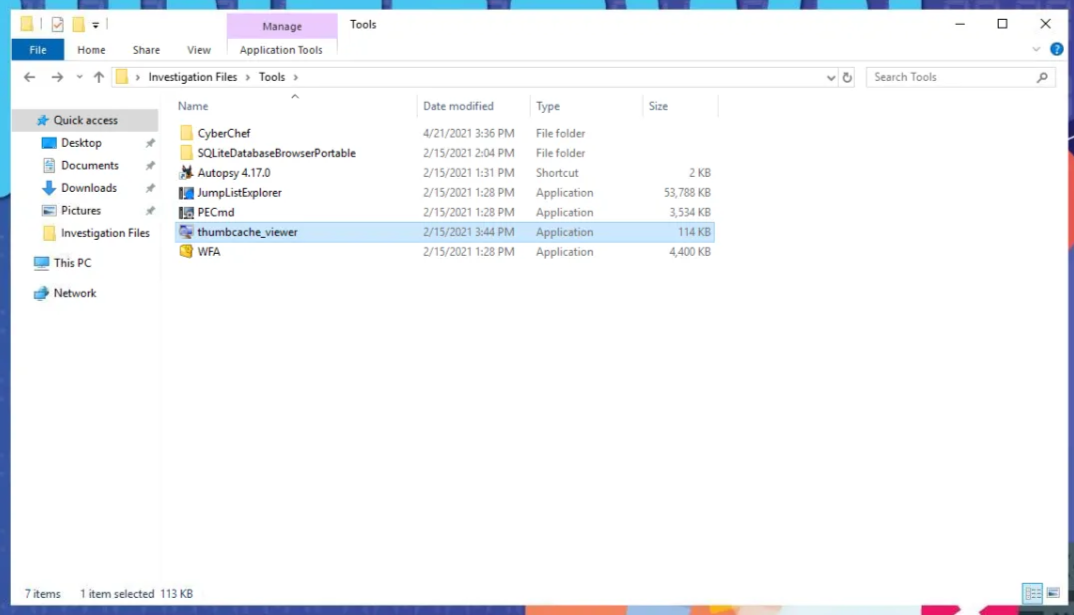 Manage Tools
File Home Share View Application Tools
Investigation Files Tools Search Tools
Name Date modified Type Size
Quick access
Desktop
Documents
Downloads
Pictures
Investigation Files
This PC
Network
CyberChef 4/21/2021 3:36 PM File folder
SQLiteDatabaseBrowserPortable 2/15/2021 2:04 PM File folder
Autopsy 4.17.0 2/15/2021 1:31 PM Shortcut 2 KB
JumpListExplorer 2/15/2021 1:28 PM Application 53,788 KB
PECmd 2/15/2021 1:28 PM Application 3,534 KB
thumbcache_viewer 2/15/2021 3:44 PM Application 114 KB
WFA 2/15/2021 1:28 PM Application 4,400 KB
7 items 1 item selected 113 KB